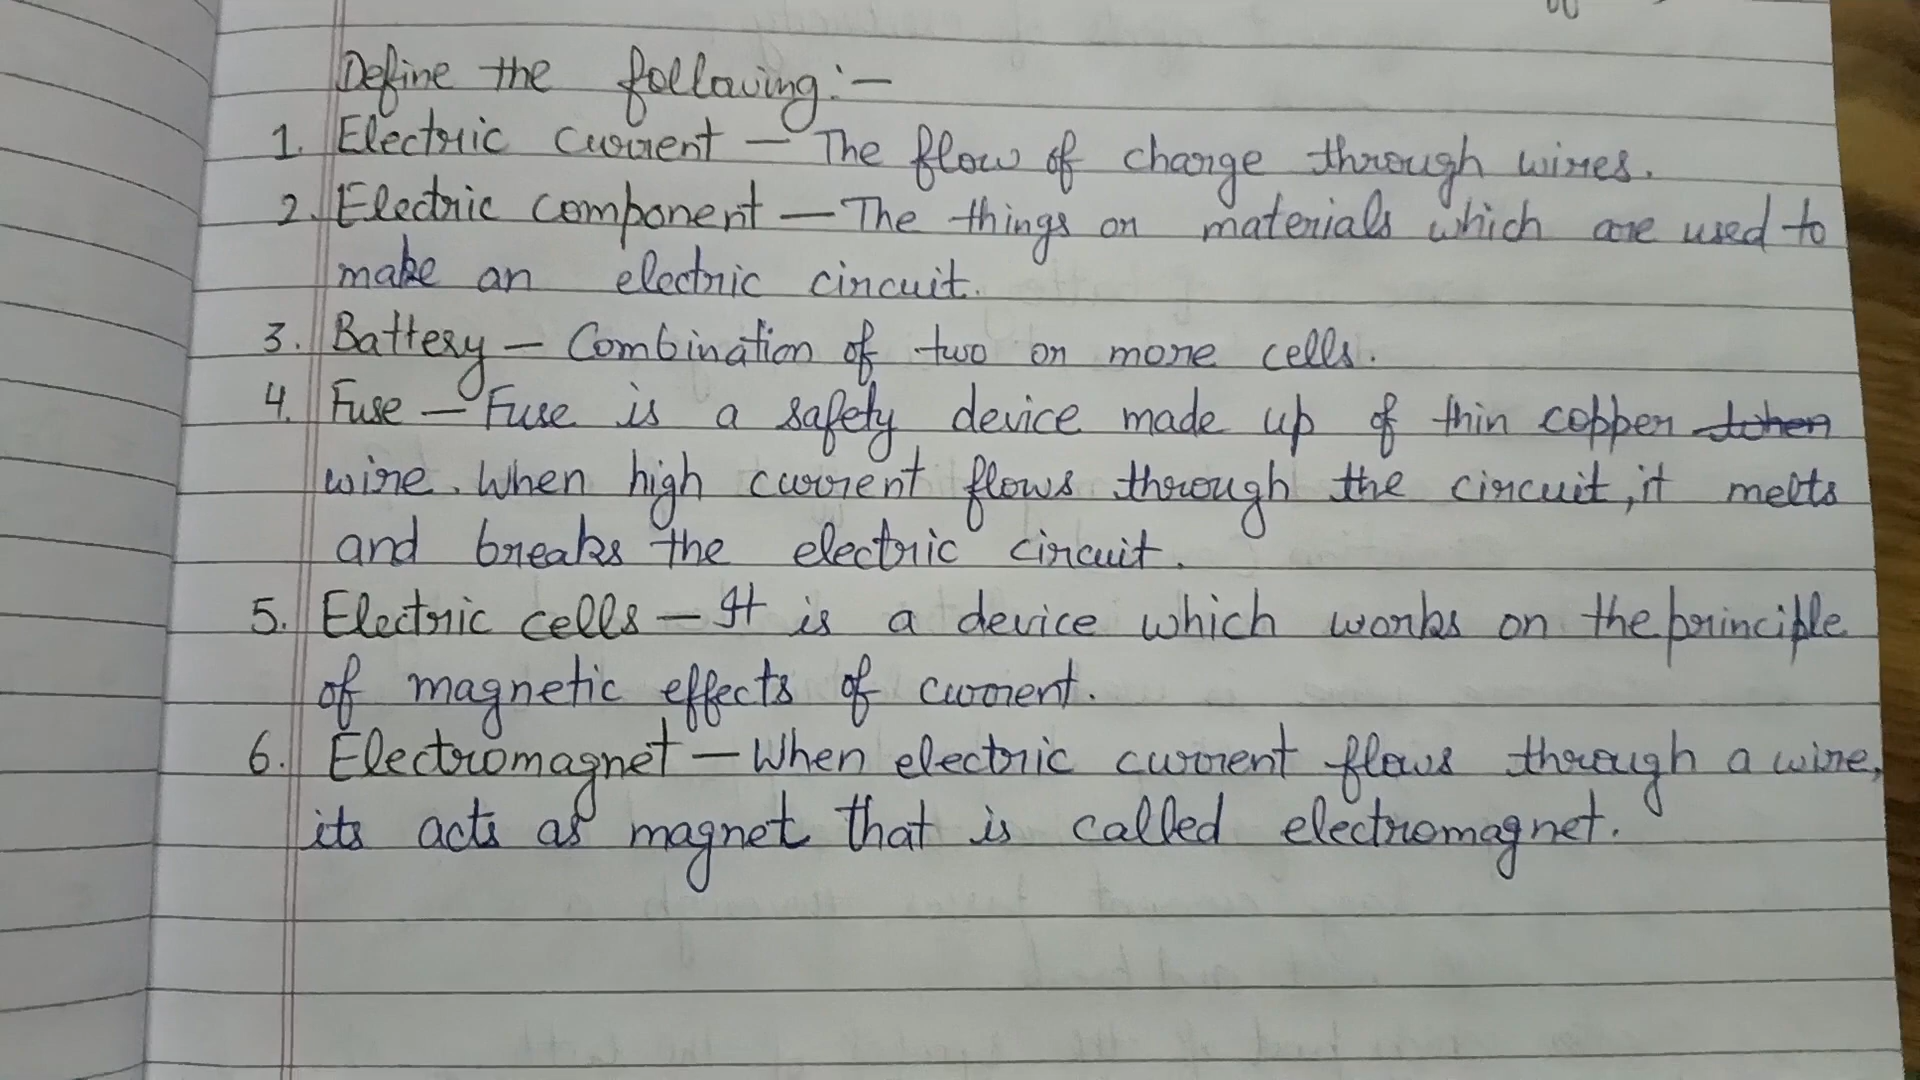 Define the following:-
1. Electric Current - The flow of charge through wires.
2. Electric component - The things or materials which are used to
make an electric circuit.
3. Battery - Combination of two or more cells.
4. Fuse - Fuse is a safety device made up of thin copper
wire. When high current flows through the circuit, it melts
and breaks the electric circuit.
5. Electric cells - It is a device which works on the principle
of magnetic effects of current.
6. Electromagnet - When electric current flows through a wire,
its acts as magnet that is called electromagnet.